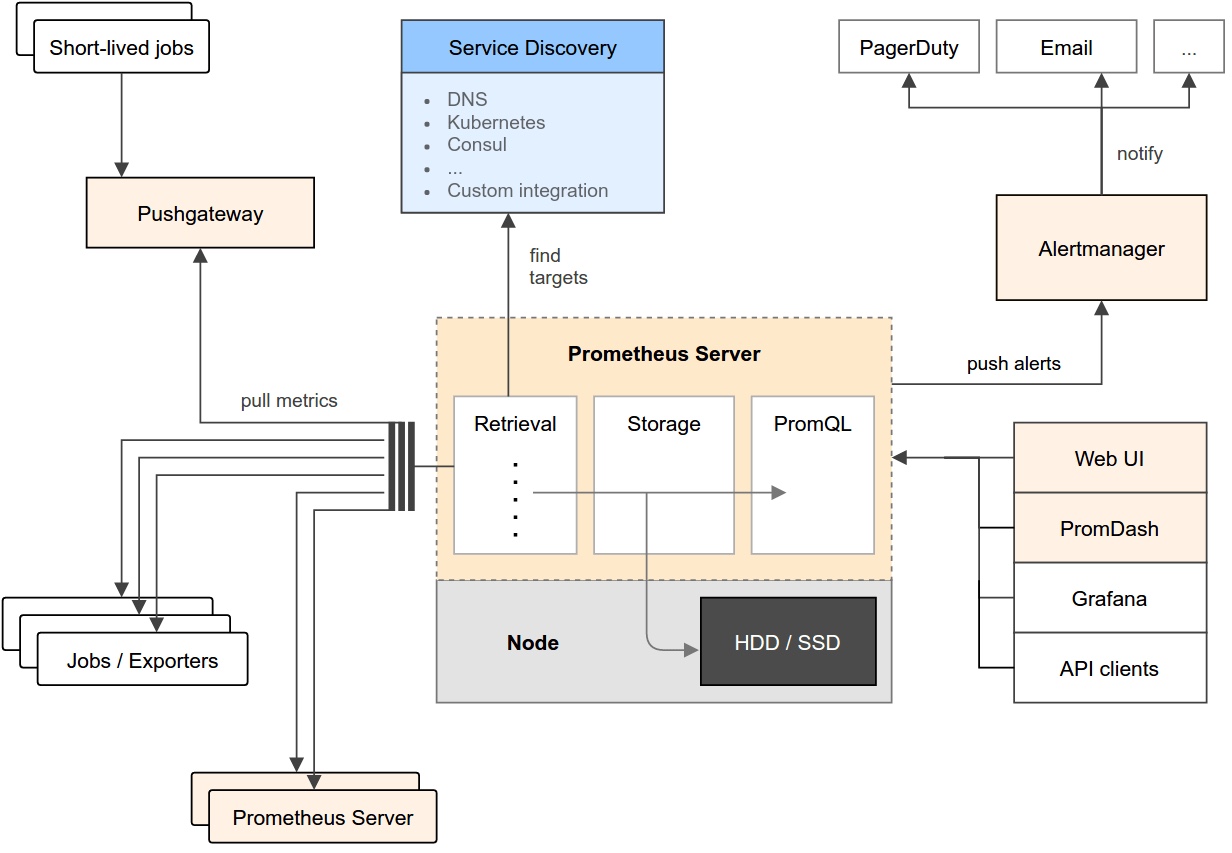 Short-lived jobs
Service Discovery
PagerDuty
Email
...
DNS
Kubernetes
Consul
...
Custom integration
notify
Pushgateway
Alertmanager
find
targets
Prometheus Server
push alerts
pull metrics
Retrieval
Storage
PromQL
Web UI
PromDash
Grafana
API clients
Node
HDD / SSD
Jobs / Exporters
Prometheus Server